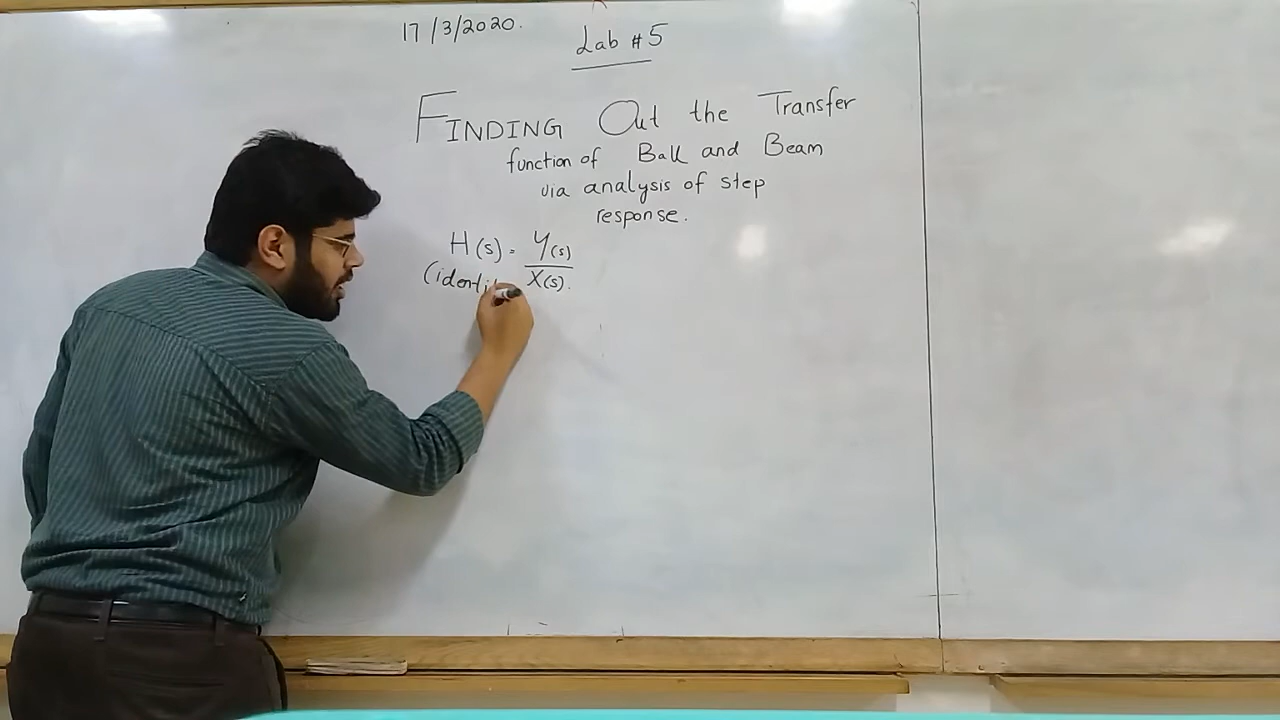 17/3/2020.
Lab #5
FINDING Out the Transfer
function of Ball and Beam
via analysis of step
response.
H(s) = Y(s)
X(s).